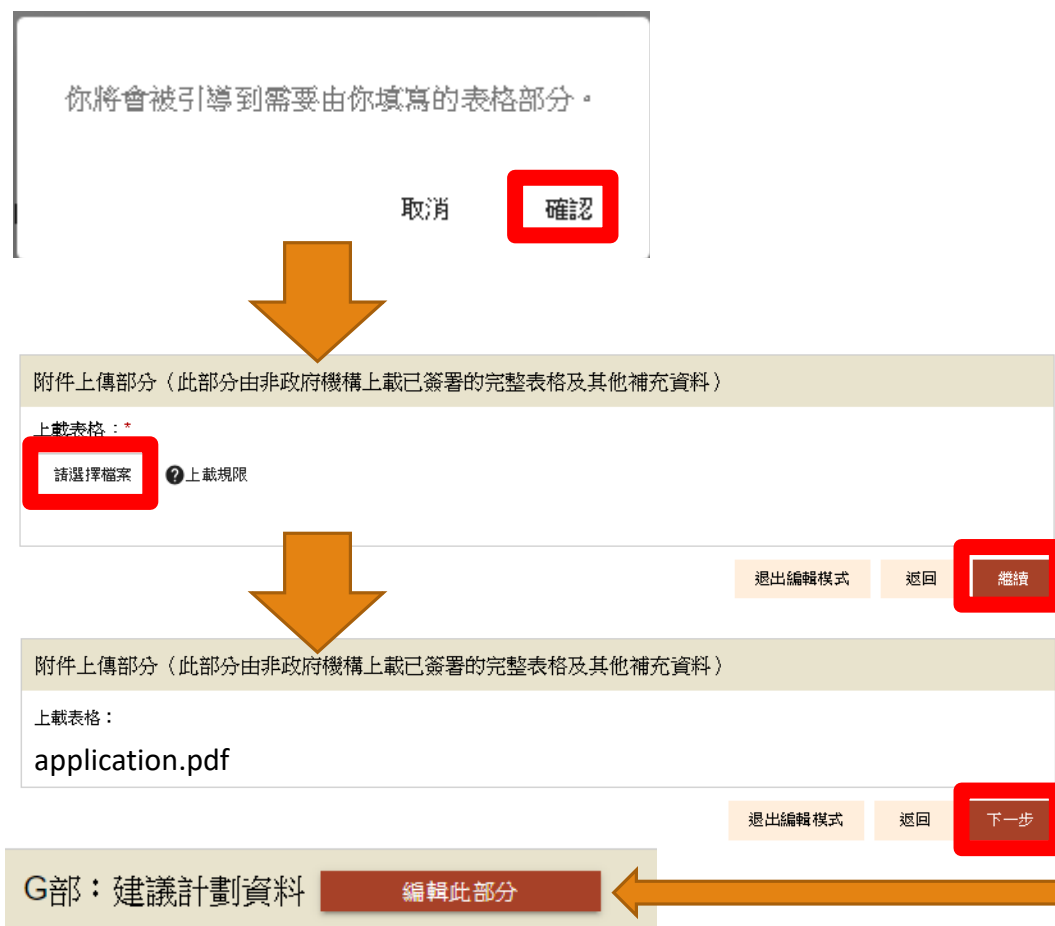 你將會被引導到需要由你填寫的表格部分。
取消 確認
附件上傳部分（此部分由非政府機構上載已簽署的完整表格及其他補充資料）
上載表格：*
請選擇檔案 ?上載規限
退出編輯模式 返回 繼續
附件上傳部分（此部分由非政府機構上載已簽署的完整表格及其他補充資料）
上載表格：
application.pdf
退出編輯模式 返回 下一步
G部：建議計劃資料 編輯此部分